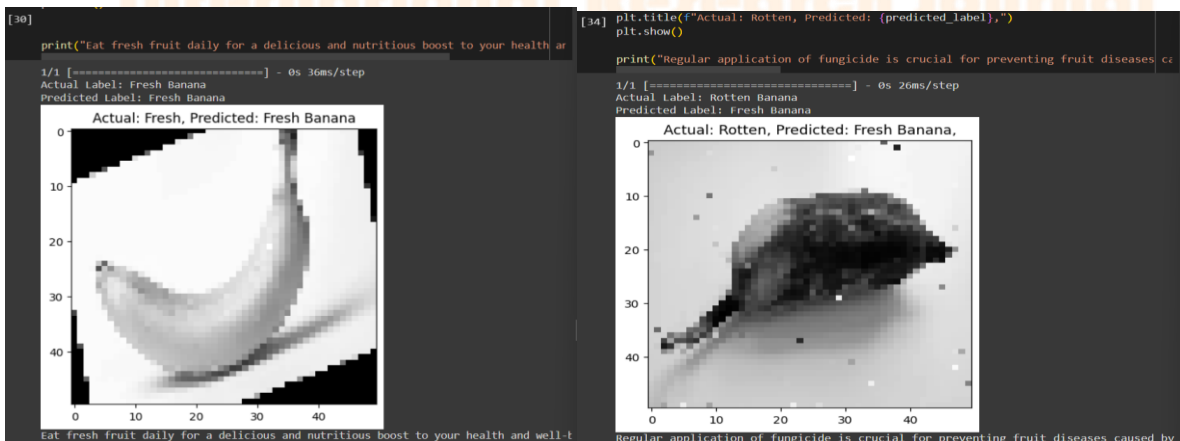 [30]
print("Eat fresh fruit daily for a delicious and nutritious boost to your health an
1/1 [==============================] - 0s 36ms/step
Actual Label: Fresh Banana
Predicted Label: Fresh Banana
Actual: Fresh, Predicted: Fresh Banana
0
10
20
30
40
0 10 20 30 40
Eat fresh fruit daily for a delicious and nutritious boost to your health and well-b
[34] plt.title(f"Actual: Rotten, Predicted: {predicted_label},")
plt.show()
print("Regular application of fungicide is crucial for preventing fruit diseases ca
1/1 [==============================] - 0s 26ms/step
Actual Label: Rotten Banana
Predicted Label: Fresh Banana
Actual: Rotten, Predicted: Fresh Banana,
0
10
20
30
40
0 10 20 30 40
Regular application of fungicide is crucial for preventing fruit diseases caused by